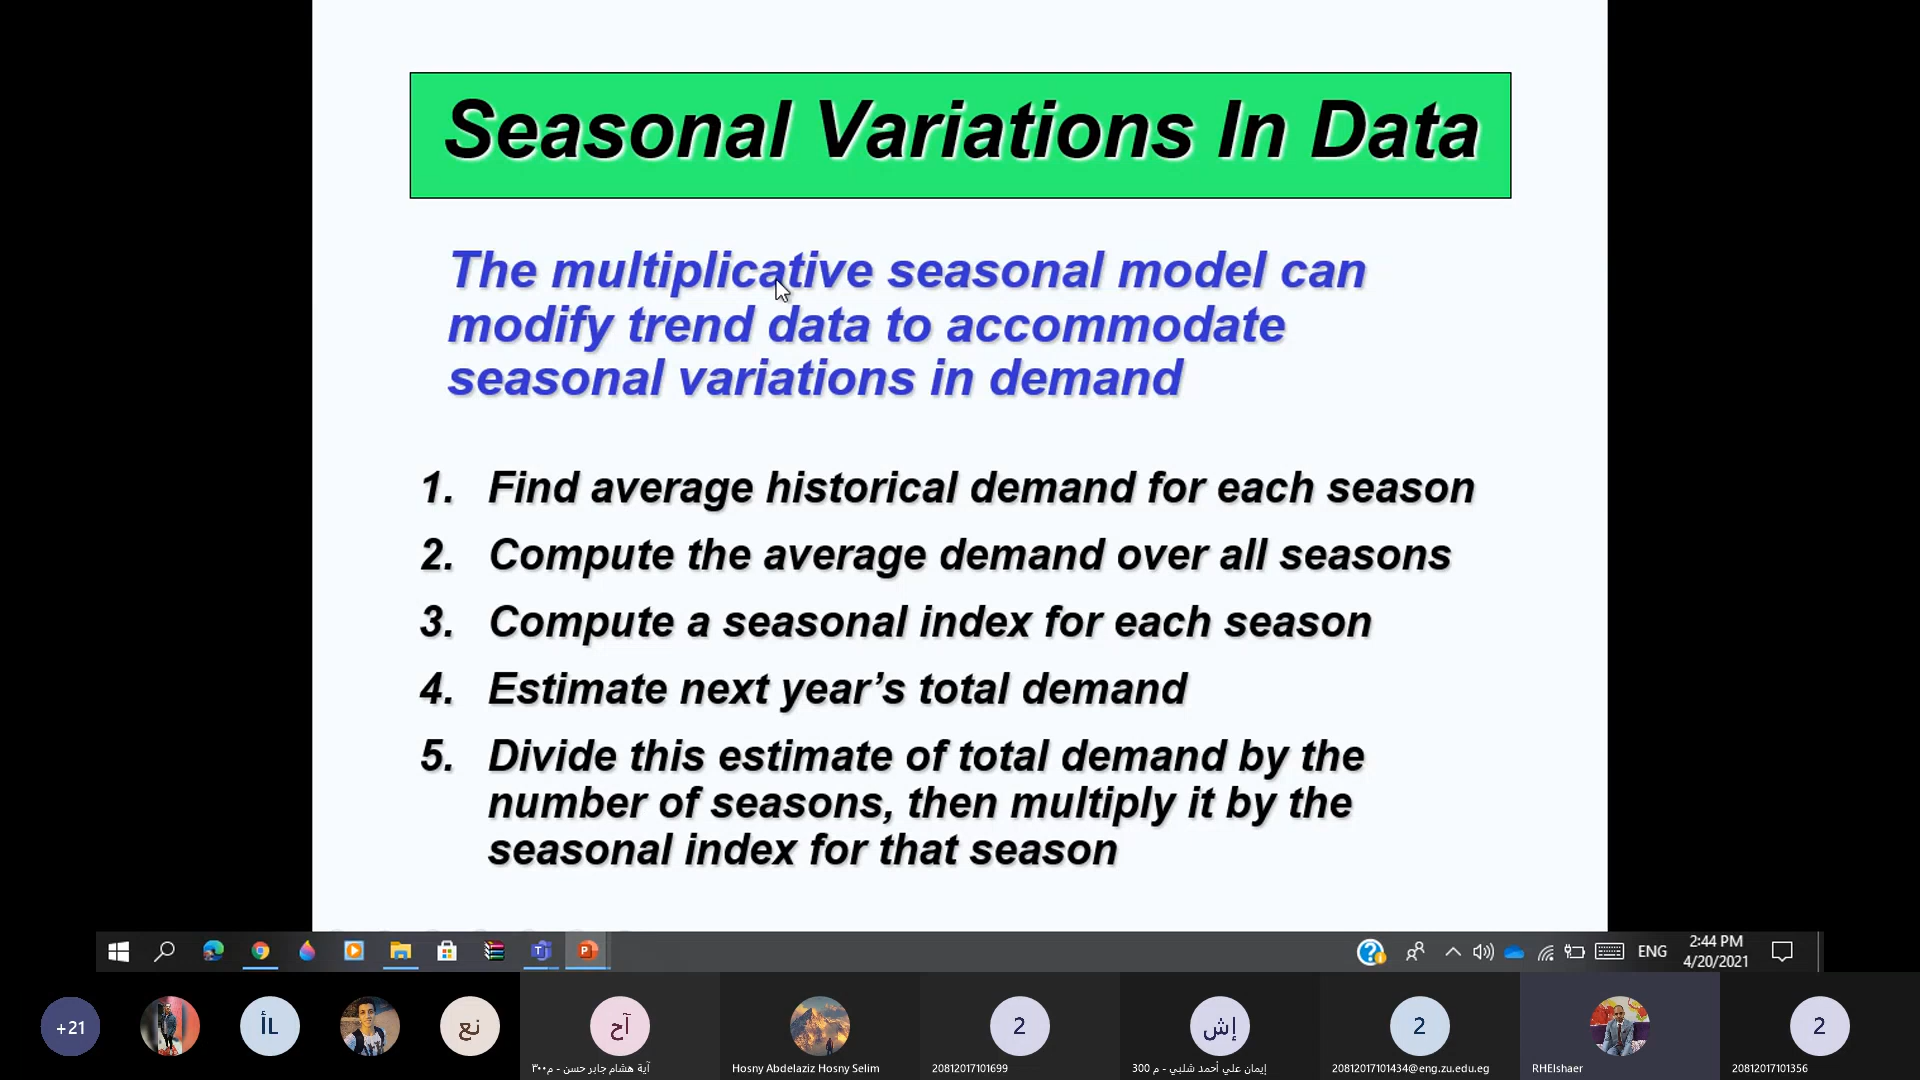 Seasonal Variations In Data
The multiplicative seasonal model can
modify trend data to accommodate
seasonal variations in demand
1. Find average historical demand for each season
2. Compute the average demand over all seasons
3. Compute a seasonal index for each season
4. Estimate next year’s total demand
5. Divide this estimate of total demand by the
number of seasons, then multiply it by the
seasonal index for that season
ENG
2:44 PM
4/20/2021
+21
أا
نع
آح
2
إش
2
2
آية هشام جابر حسن - م٣٠٠
Hosny Abdelaziz Hosny Selim
20812017101699
إيمان علي أحمد شلبي - م 300
20812017101434@eng.zu.edu.eg
RHElshaer
20812017101356